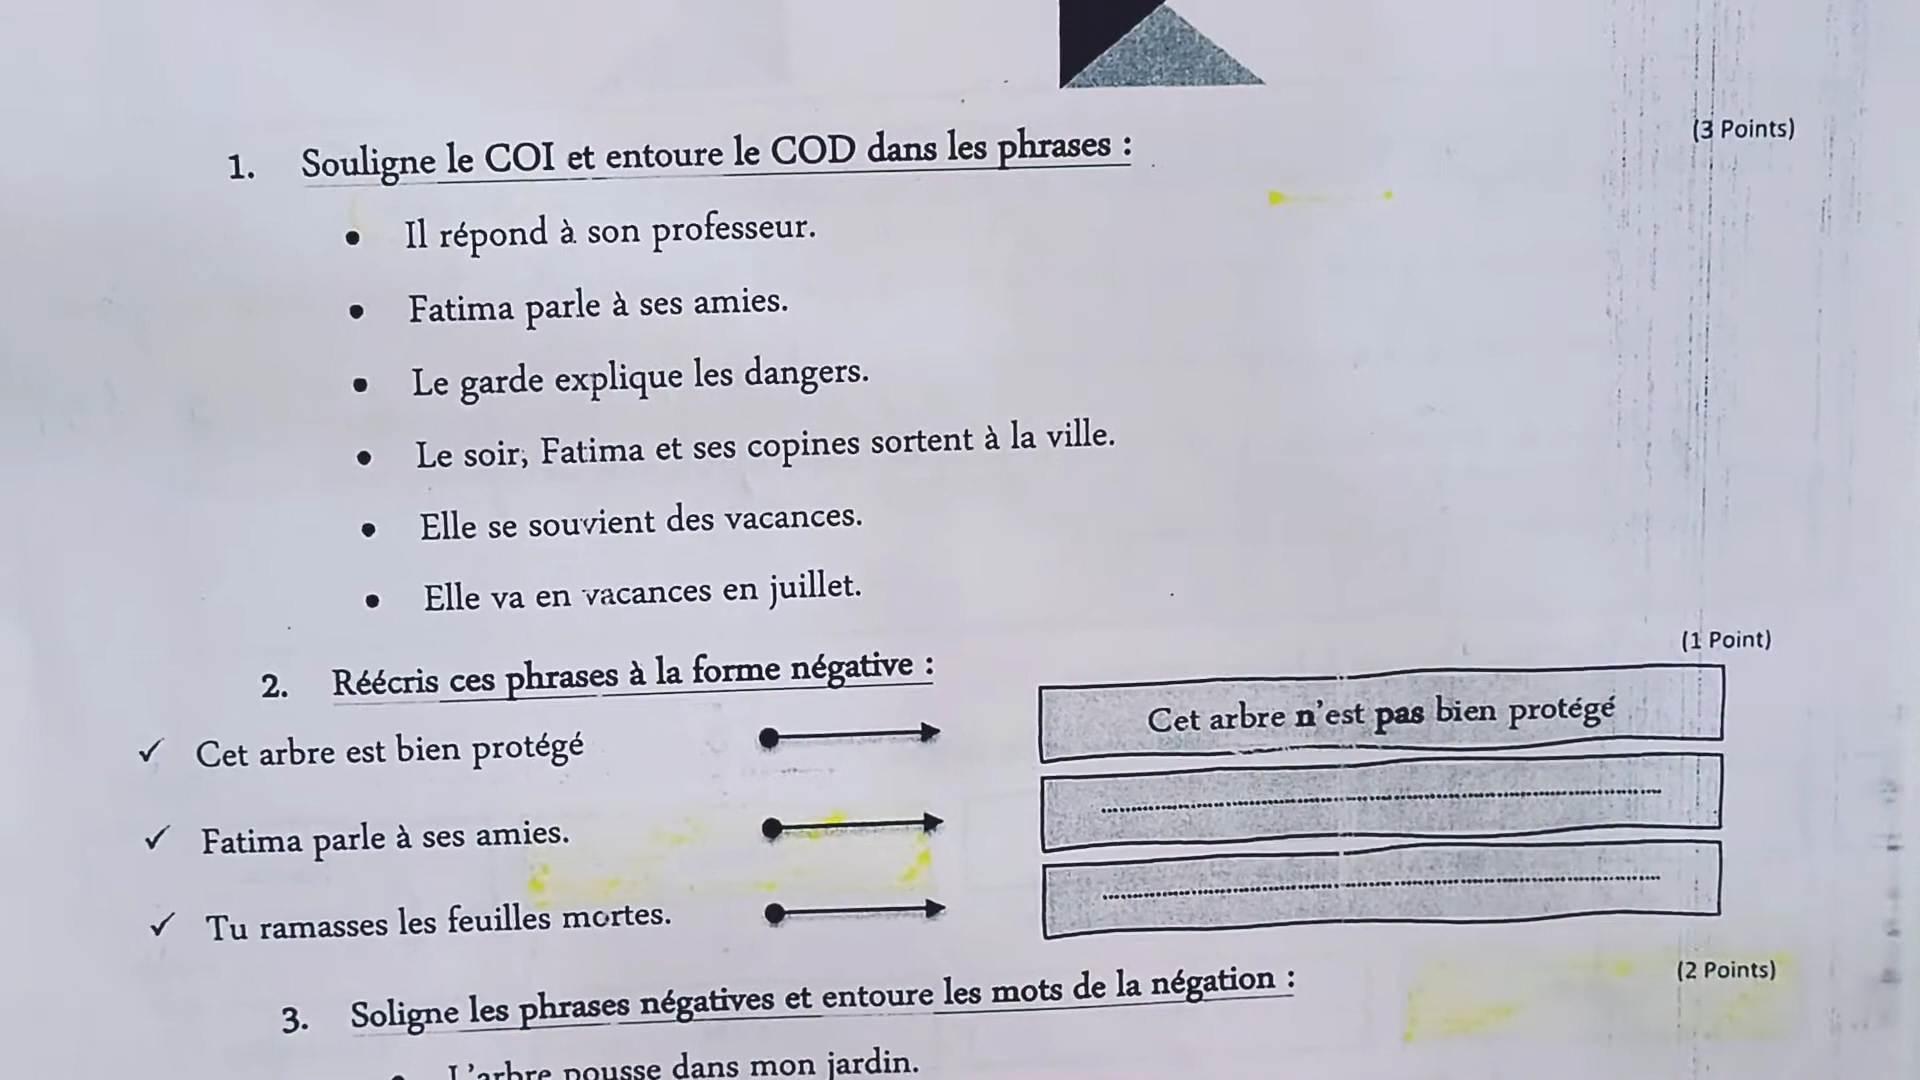 (3 Points)
1. Souligne le COI et entoure le COD dans les phrases :
• Il répond à son professeur.
• Fatima parle à ses amies.
• Le garde explique les dangers.
• Le soir, Fatima et ses copines sortent à la ville.
• Elle se souvient des vacances.
• Elle va en vacances en juillet.
(1 Point)
2. Réécris ces phrases à la forme négative :
✓ Cet arbre est bien protégé
Cet arbre n'est pas bien protégé
✓ Fatima parle à ses amies.
✓ Tu ramasses les feuilles mortes.
(2 Points)
3. Soligne les phrases négatives et entoure les mots de la négation :
• L'arbre pousse dans mon jardin.